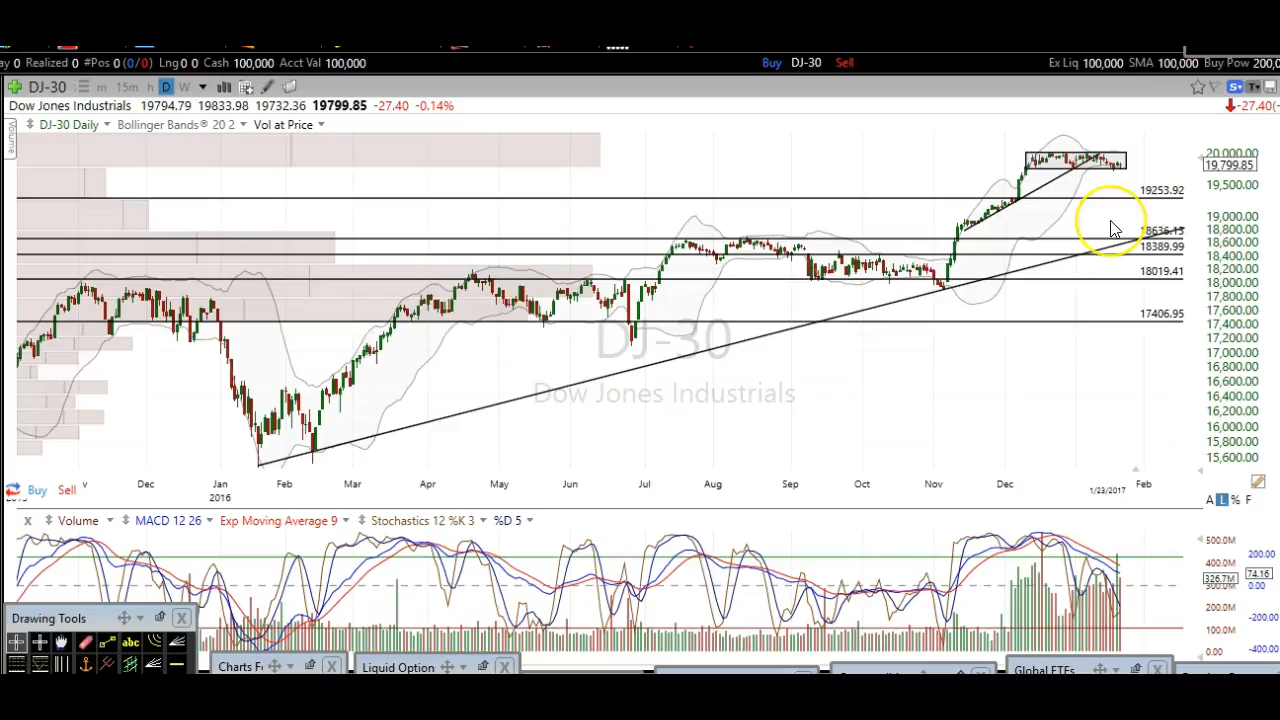 ay 0 Realized 0 #Pos 0 (0/0) Lng 0 0 Cash 100,000 Acct Val 100,000 Buy DJ-30 Sell Ex Liq 100,000 SMA 100,000 Buy Pow 200,0
DJ-30 m 15m h D W
Dow Jones Industrials 19794.79 19833.98 19732.36 19799.85 -27.40 -0.14% -27.40(-
DJ-30 Daily Bollinger Bands® 20 2 Vol at Price
Volume
20,000.00
19,799.85
19,500.00
19253.92
19,000.00
18,800.00
18636.13
18,600.00
18389.99
18,400.00
18019.41
18,200.00
18,000.00
17,800.00
17,600.00
17406.95
17,400.00
17,200.00
17,000.00
16,800.00
16,600.00
16,400.00
16,200.00
16,000.00
15,800.00
15,600.00
DJ-30
Dow Jones Industrials
Dec Jan Feb Mar Apr May Jun Jul Aug Sep Oct Nov Dec 1/23/2017 Feb
2016
Buy Sell
A L % F
X Volume MACD 12 26 Exp Moving Average 9 Stochastics 12 %K 3 %D 5
500.0M
400.0M
326.7M
300.0M
200.0M
100.0M
0.00
200.00
74.16
0.00
-200.00
-400.00
Drawing Tools X
abc
Charts Fa X
Liquid Option X
Global ETFs X